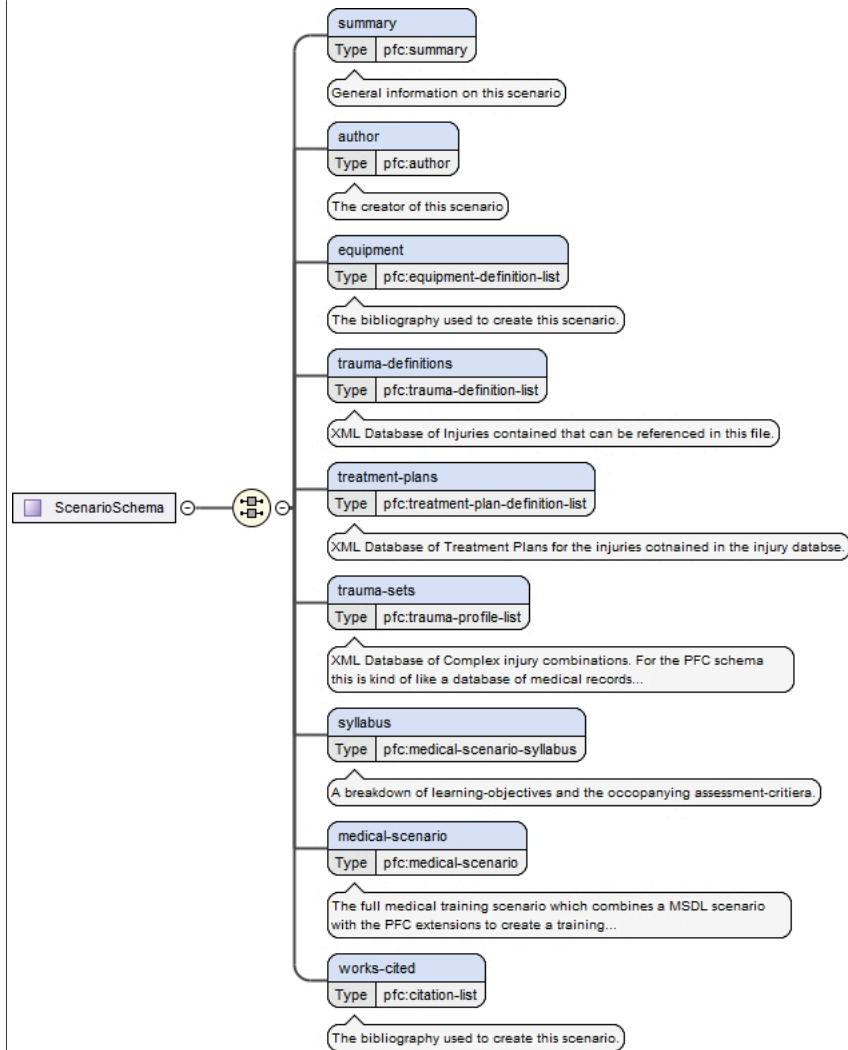 summary
Type pfc:summary
General information on this scenario
author
Type pfc:author
The creator of this scenario
equipment
Type pfc:equipment-definition-list
The bibliography used to create this scenario.
trauma-definitions
Type pfc:trauma-definition-list
XML Database of Injuries contained that can be referenced in this file.
treatment-plans
Type pfc:treatment-plan-definition-list
XML Database of Treatment Plans for the injuries cotnained in the injury databse.
ScenarioSchema
trauma-sets
Type pfc:trauma-profile-list
XML Database of Complex injury combinations. For the PFC schema
this is kind of like a database of medical records...
syllabus
Type pfc:medical-scenario-syllabus
A breakdown of learning-objectives and the occopanying assessment-critiera.
medical-scenario
Type pfc:medical-scenario
The full medical training scenario which combines a MSDL scenario
with the PFC extensions to create a training...
works-cited
Type pfc:citation-list
The bibliography used to create this scenario.